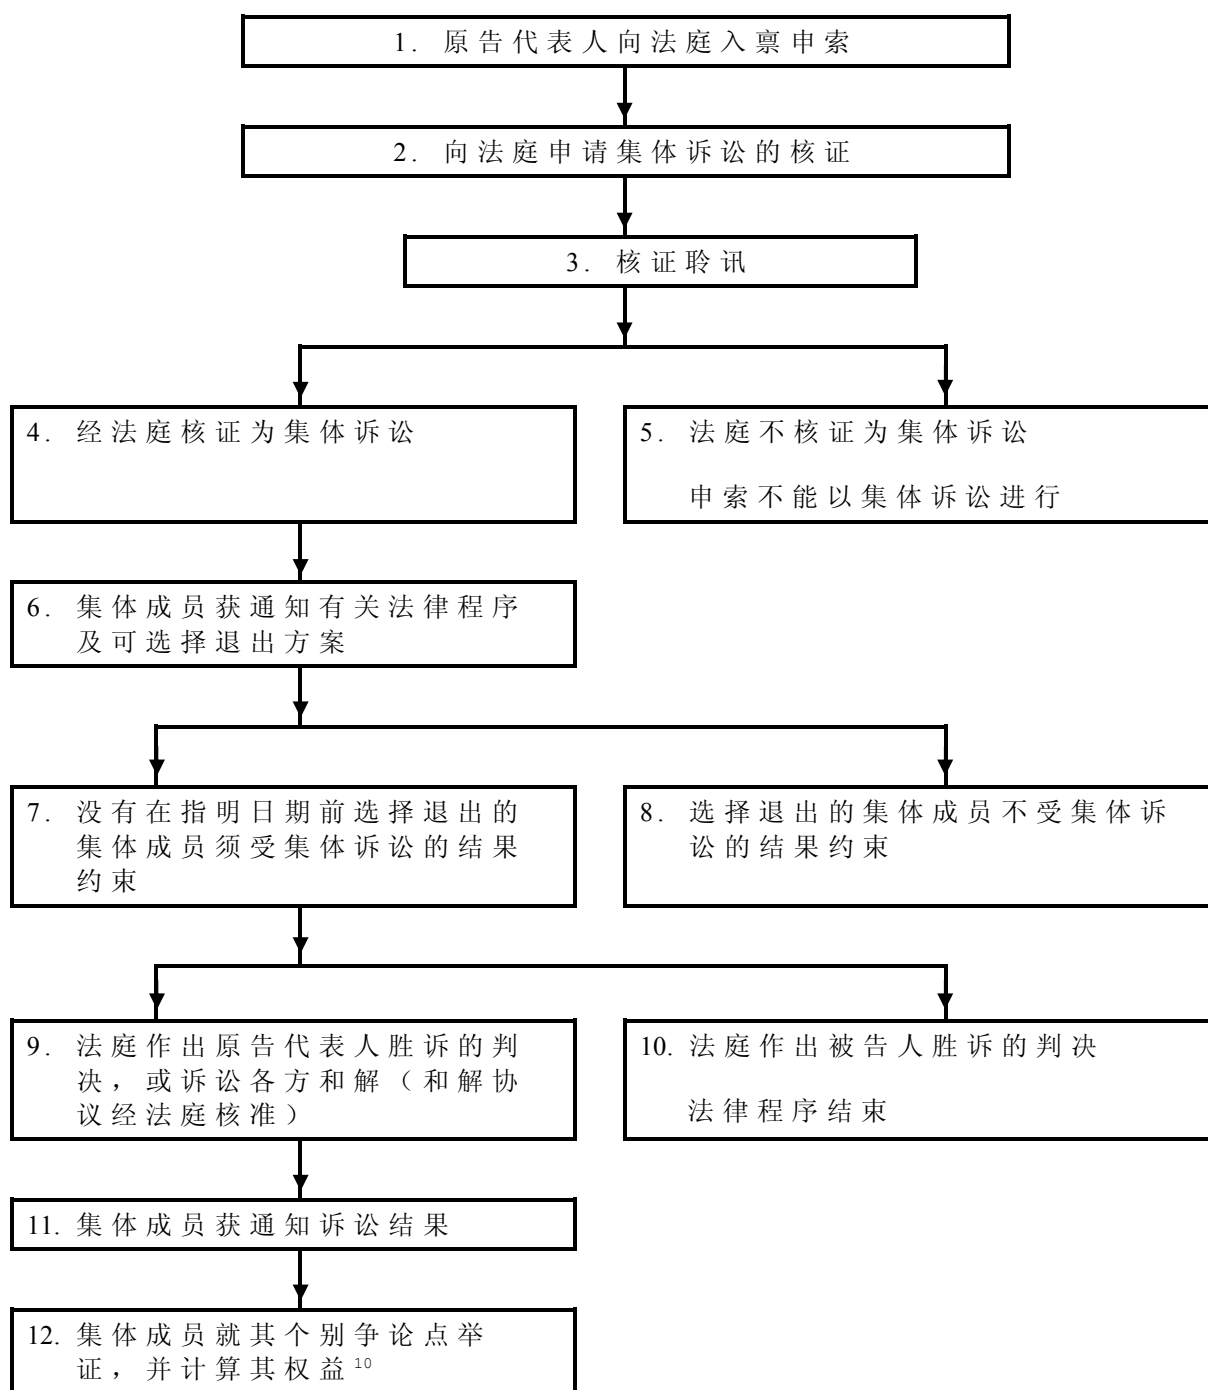 1. 原告代表人向法庭入禀申索
2. 向法庭申请集体诉讼的核证
3. 核证聆讯
4. 经法庭核证为集体诉讼
5. 法庭不核证为集体诉讼
申索不能以集体诉讼进行
6. 集体成员获通知有关法律程序
及可选择退出方案
7. 没有在指明日期前选择退出的
集体成员须受集体诉讼的结果
约束
8. 选择退出的集体成员不受集体诉
讼的结果约束
9. 法庭作出原告代表人胜诉的判
决，或诉讼各方和解（和解协
议经法庭核准）
10. 法庭作出被告人胜诉的判决
法律程序结束
11. 集体成员获通知诉讼结果
12. 集体成员就其个别争论点举
证，并计算其权益10